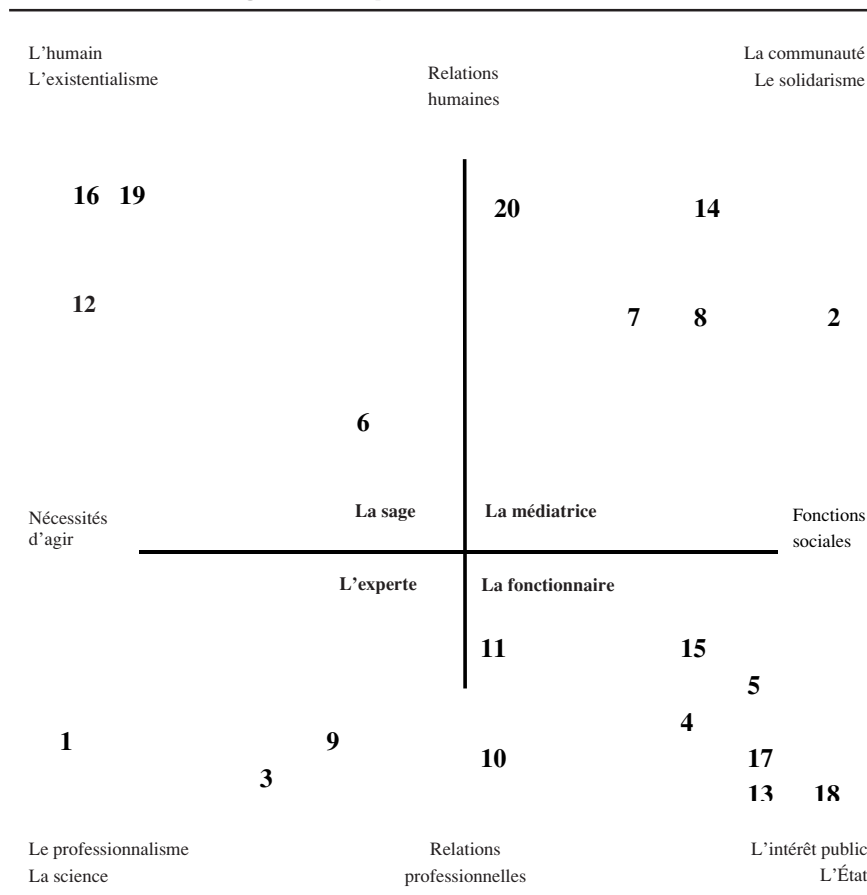 L’humain
L’existentialisme
Relations
humaines
La communauté
Le solidarisme
16 19
20 14
12
7 8 2
6
Nécessités
d’agir
La sage La médiatrice
Fonctions
sociales
L’experte La fonctionnaire
11 15
5
4
1 9
10 17
3
13 18
Le professionnalisme
La science
Relations
professionnelles
L’intérêt public
L’État